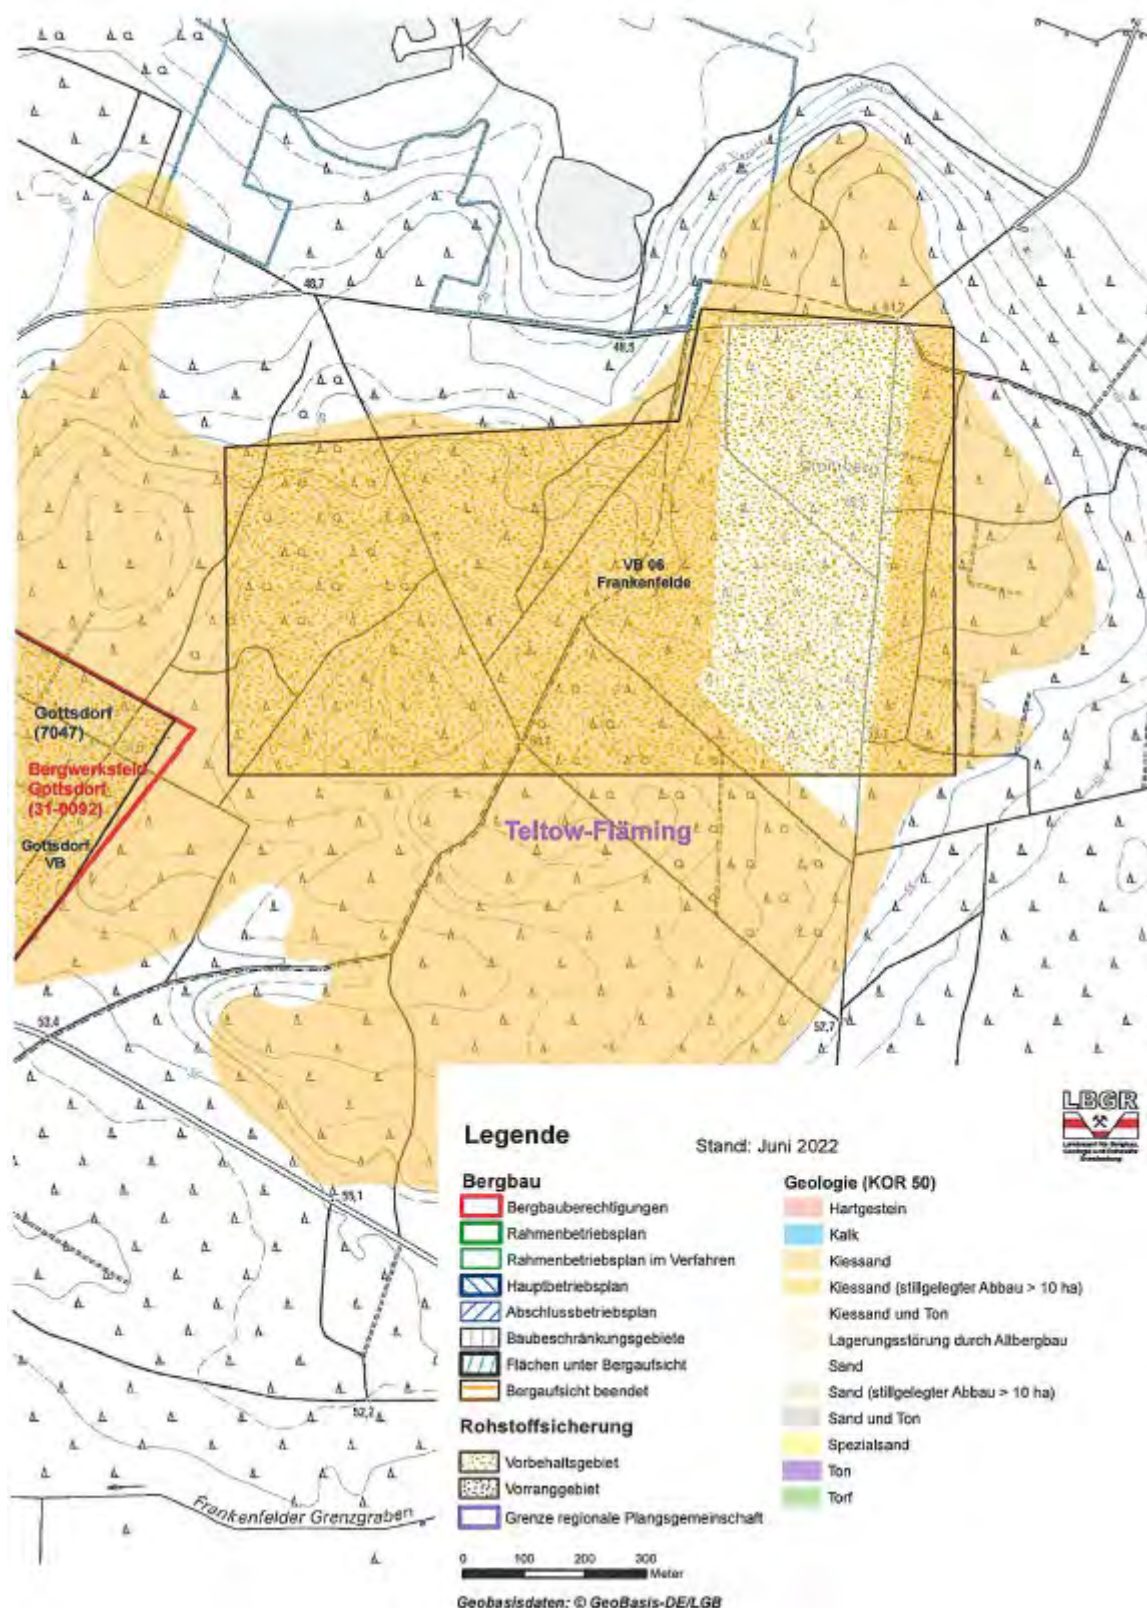 48,7
48,5
51,2
VB 06
Frankenfelde
Gottsdorf
(7047)
Bergwerksfeld
Gottsdorf
(31-0092)
Gottsdorf
VB
Teltow-Fläming
53,4
52,7
55,1
52,2
Frankenfelder Grenzgraben
LBGR
Legende
Stand: Juni 2022
Bergbau
Bergbauberechtigungen
Rahmenbetriebsplan
Rahmenbetriebsplan im Verfahren
Hauptbetriebsplan
Abschlussbetriebsplan
Baubeschränkungsgebiete
Flächen unter Bergaufsicht
Bergaufsicht beendet
Rohstoffsicherung
Vorbehaltsgebiet
Vorranggebiet
Grenze regionale Plangsgemeinschaft
Geologie (KOR 50)
Hartgestein
Kalk
Kiessand
Kiessand (stillgelegter Abbau > 10 ha)
Kiessand und Ton
Lagerungsstörung durch Altbergbau
Sand
Sand (stillgelegter Abbau > 10 ha)
Sand und Ton
Spezialsand
Ton
Torf
0 100 200 300
Meter
Geobasisdaten: © GeoBasis-DE/LGB